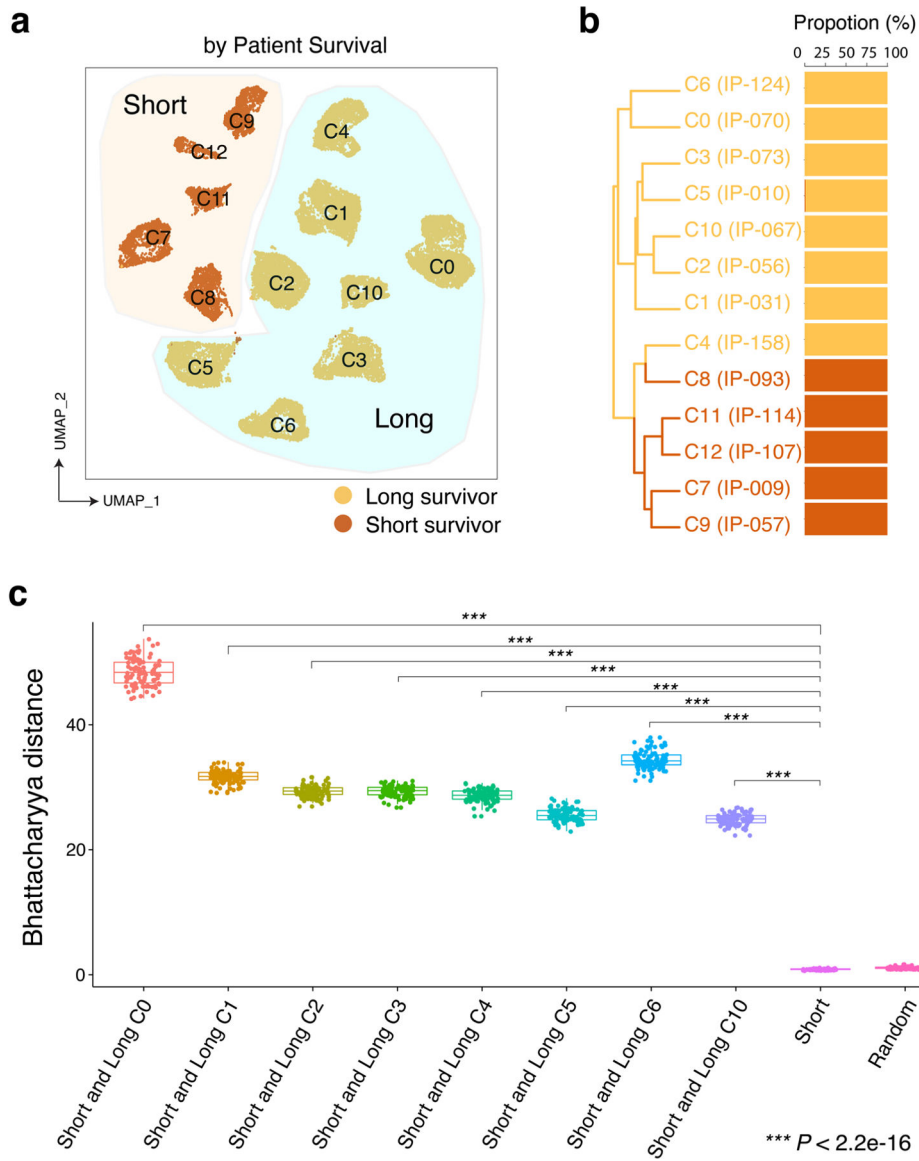 a
by Patient Survival
Short
Long
C9
C12
C11
C7
C8
C4
C1
C0
C2
C10
C5
C3
C6
UMAP_2
UMAP_1
Long survivor
Short survivor
b
Propotion (%)
0 25 50 75 100
C6 (IP-124)
C0 (IP-070)
C3 (IP-073)
C5 (IP-010)
C10 (IP-067)
C2 (IP-056)
C1 (IP-031)
C4 (IP-158)
C8 (IP-093)
C11 (IP-114)
C12 (IP-107)
C7 (IP-009)
C9 (IP-057)
c
Bhattacharyya distance
40
20
0
***
***
***
***
***
***
***
***
Short and Long C0
Short and Long C1
Short and Long C2
Short and Long C3
Short and Long C4
Short and Long C5
Short and Long C6
Short and Long C10
Short
Random
*** P < 2.2e-16